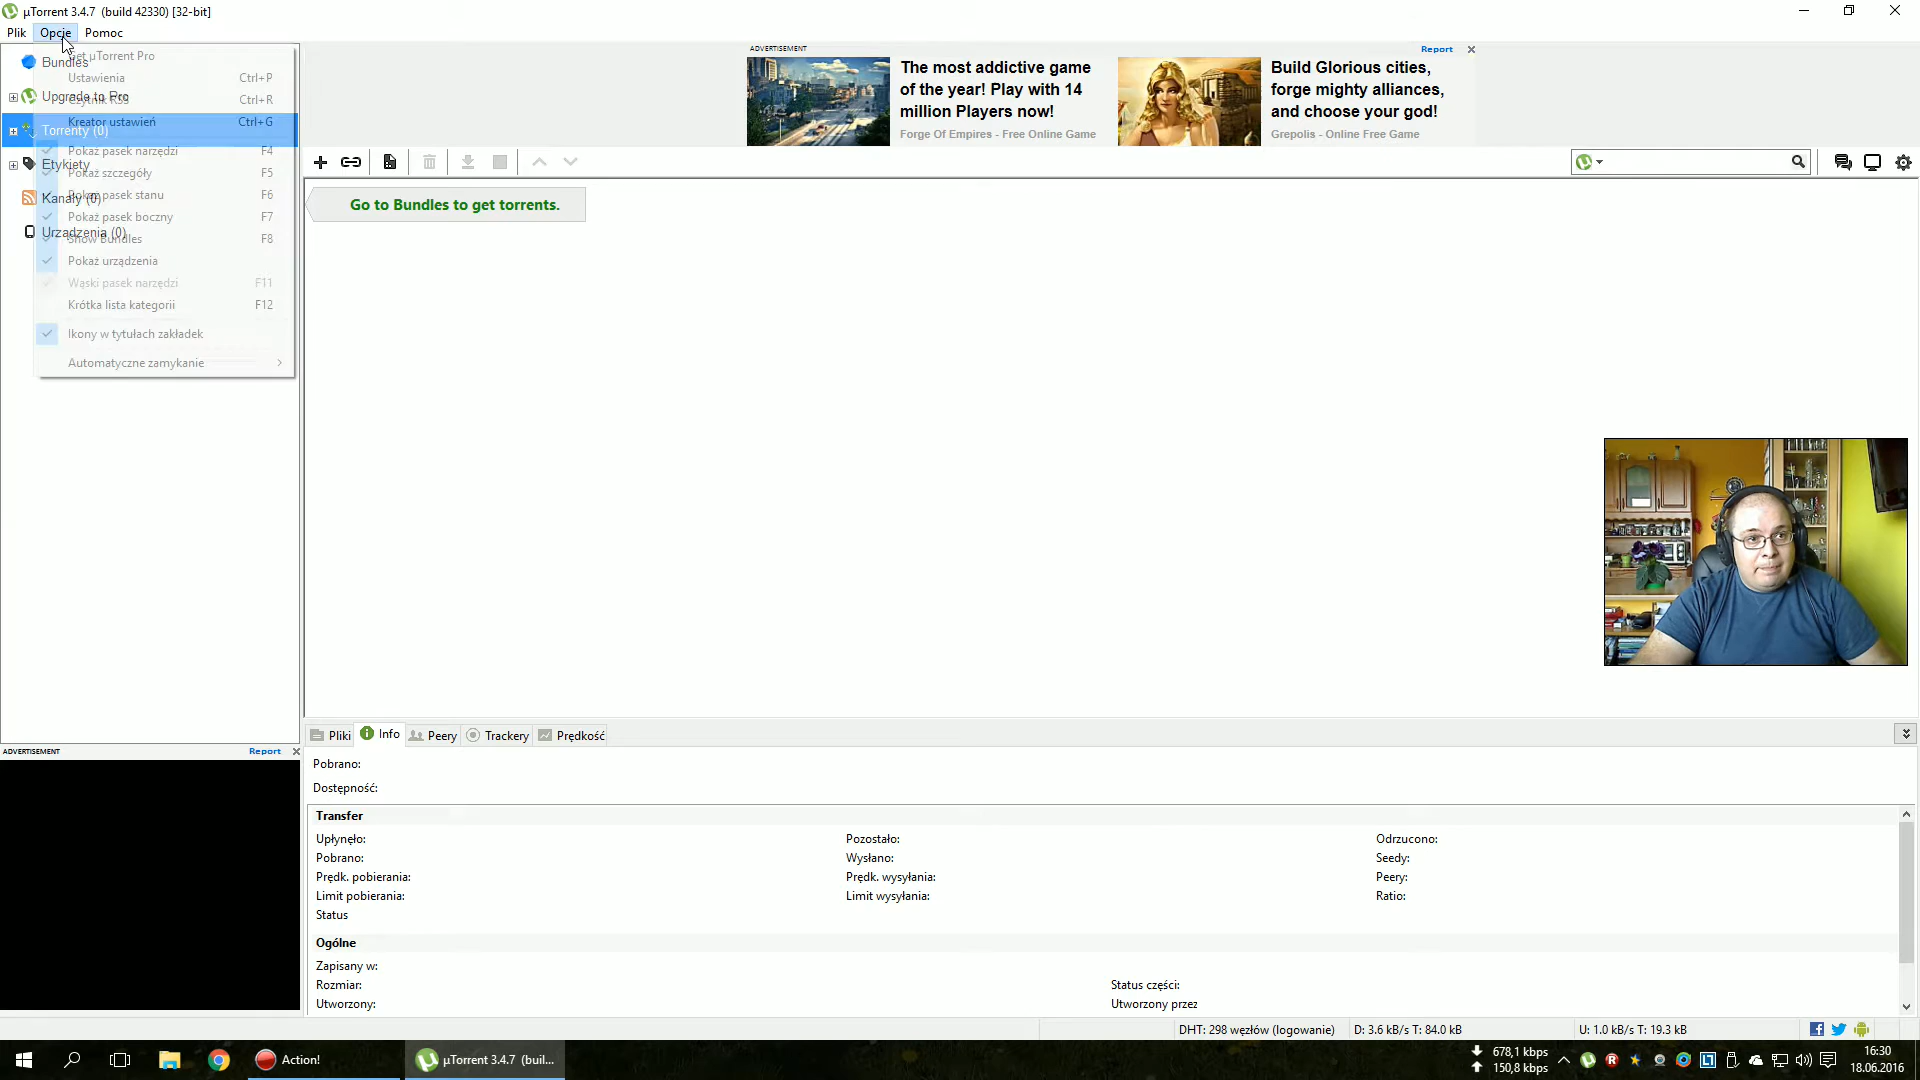 µTorrent 3.4.7 (build 42330) [32-bit]
Plik Opcje Pomoc
Get µTorrent Pro
Bundles
Ustawienia Ctrl+P
Upgrade to Pro
Czytnik RSS Ctrl+R
Kreator ustawień Ctrl+G
Torrenty (0)
Pokaż pasek narzędzi F4
Etykiety
Pokaż szczegóły F5
Pokaż pasek stanu F6
Kanały (0)
Pokaż pasek boczny F7
Urządzenia (0)
Show Bundles F8
Pokaż urządzenia
Wąski pasek narzędzi F11
Krótka lista kategorii F12
Ikony w tytułach zakładek
Automatyczne zamykanie
ADVERTISEMENT Report
The most addictive game
of the year! Play with 14
million Players now!
Forge Of Empires - Free Online Game
Build Glorious cities,
forge mighty alliances,
and choose your god!
Grepolis - Online Free Game
Go to Bundles to get torrents.
ADVERTISEMENT Report
Pliki Info Peery Trackery Prędkość
Pobrano:
Dostępność:
Transfer
Upłynęło: Pozostało: Odrzucono:
Pobrano: Wysłano: Seedy:
Prędk. pobierania: Prędk. wysyłania: Peery:
Limit pobierania: Limit wysyłania: Ratio:
Status
Ogólne
Zapisany w:
Rozmiar: Status części:
Utworzony: Utworzony przez
DHT: 298 węzłów (logowanie) D: 3.6 kB/s T: 84.0 kB U: 1.0 kB/s T: 19.3 kB
Action! µTorrent 3.4.7 (buil...
678,1 kbps
150,8 kbps
16:30
18.06.2016